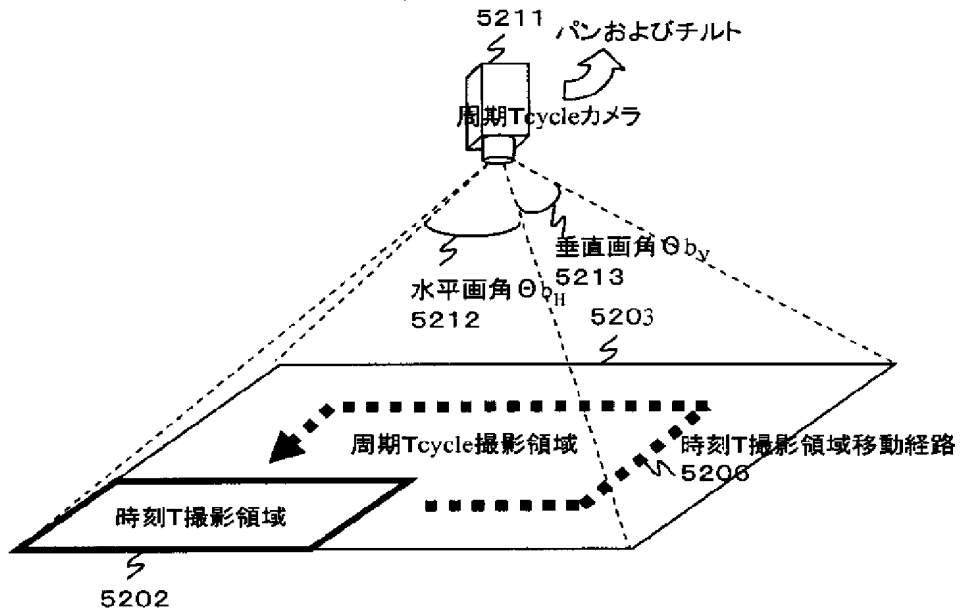 5211
パンおよびチルト
周期Tcycleカメラ
垂直画角Θbv
5213
水平画角ΘbH
5212
5203
周期Tcycle撮影領域
時刻T撮影領域移動経路
5206
時刻T撮影領域
5202